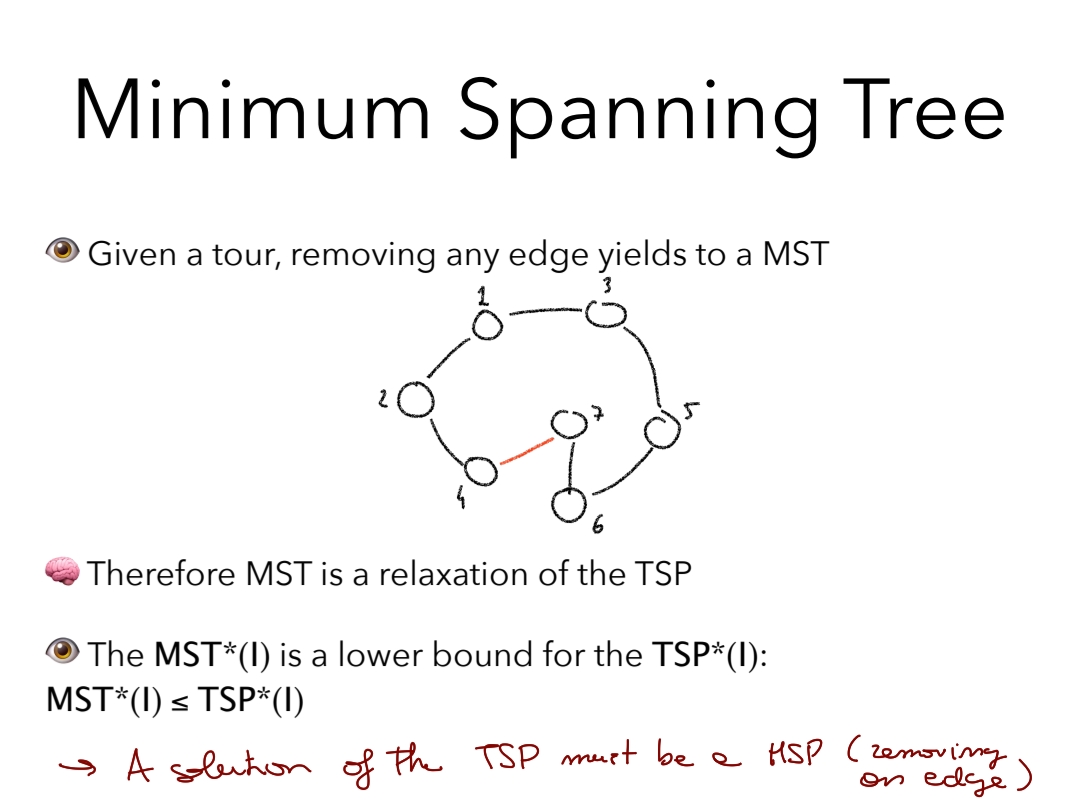 Minimum Spanning Tree
👁 Given a tour, removing any edge yields to a MST
1
3
2
7
5
4
6
🧠 Therefore MST is a relaxation of the TSP
👁 The MST*(I) is a lower bound for the TSP*(I):
MST*(I) ≤ TSP*(I)
→ A solution of the TSP must be a MSP (removing
on edge)